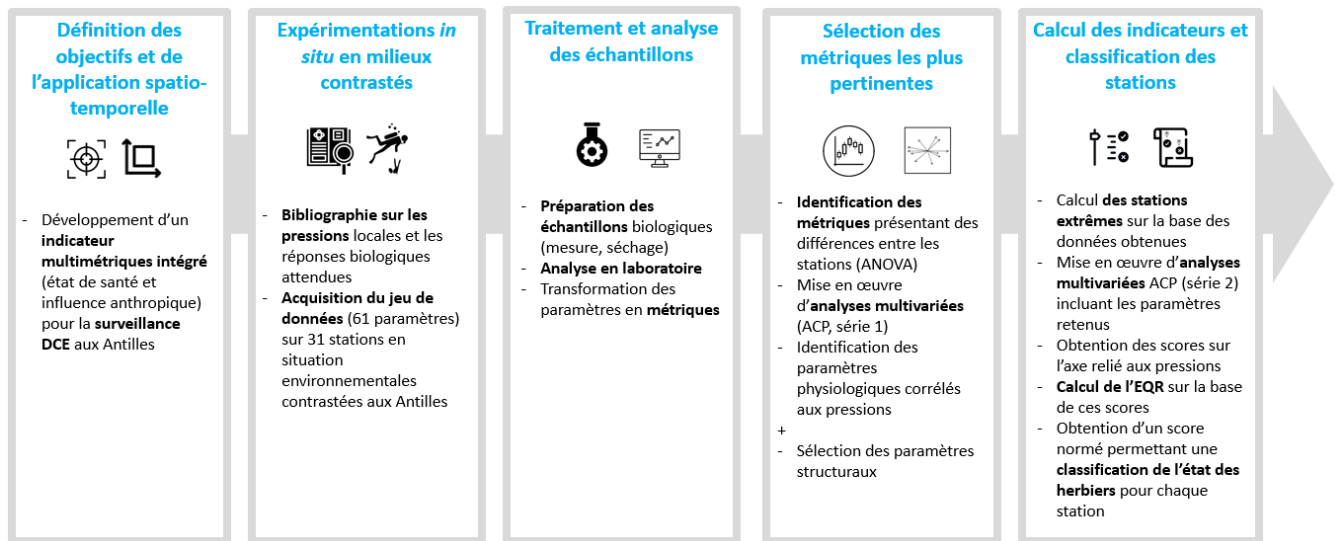 Définition des
objectifs et de
l'application spatio-
temporelle
- Développement d'un
indicateur
multimétriques intégré
(état de santé et
influence anthropique)
pour la surveillance
DCE aux Antilles
Expérimentations in
situ en milieux
contrastés
- Bibliographie sur les
pressions locales et les
réponses biologiques
attendues
- Acquisition du jeu de
données (61 paramètres)
sur 31 stations en
situation
environnementales
contrastées aux Antilles
Traitement et analyse
des échantillons
- Préparation des
échantillons biologiques
(mesure, séchage)
- Analyse en laboratoire
- Transformation des
paramètres en métriques
Sélection des
métriques les plus
pertinentes
- Identification des
métriques présentant des
différences entre les
stations (ANOVA)
- Mise en œuvre
d'analyses multivariées
(ACP, série 1)
- Identification des
paramètres
physiologiques corrélés
aux pressions
+
- Sélection des paramètres
structuraux
Calcul des indicateurs et
classification des
stations
- Calcul des stations
extrêmes sur la base des
données obtenues
- Mise en œuvre d'analyses
multivariées ACP (série 2)
incluant les paramètres
retenus
- Obtention des scores sur
l'axe relié aux pressions
- Calcul de l'EQR sur la base
de ces scores
- Obtention d'un score
normé permettant une
classification de l'état des
herbiers pour chaque
station